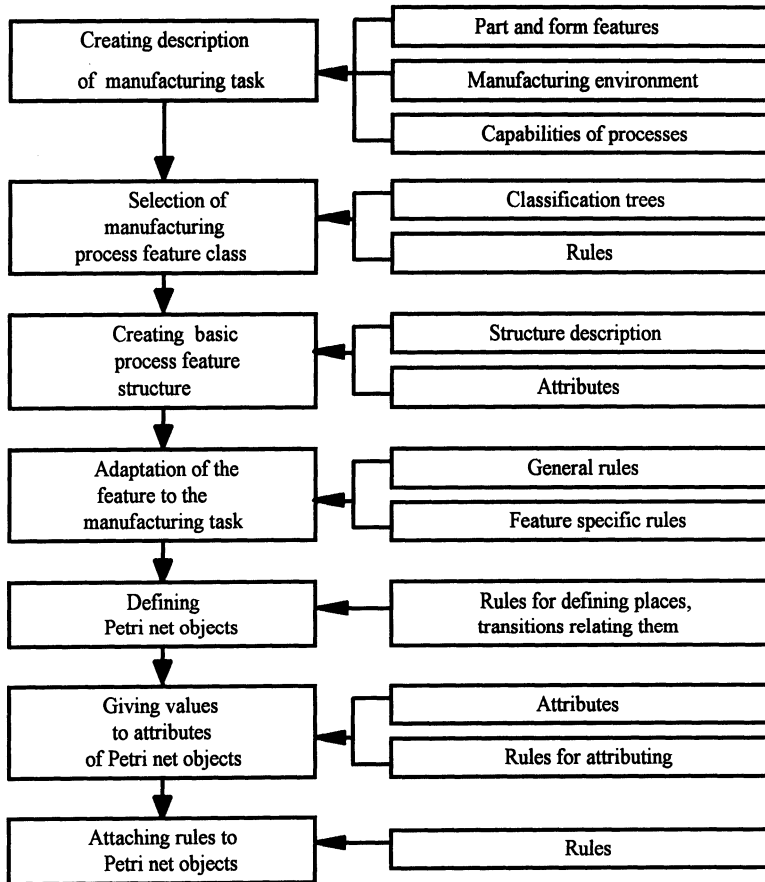 Creating description
of manufacturing task
Part and form features
Manufacturing environment
Capabilities of processes
Selection of
manufacturing
process feature class
Classification trees
Rules
Creating basic
process feature
structure
Structure description
Attributes
Adaptation of the
feature to the
manufacturing task
General rules
Feature specific rules
Defining
Petri net objects
Rules for defining places,
transitions relating them
Giving values
to attributes
of Petri net objects
Attributes
Rules for attributing
Attaching rules to
Petri net objects
Rules